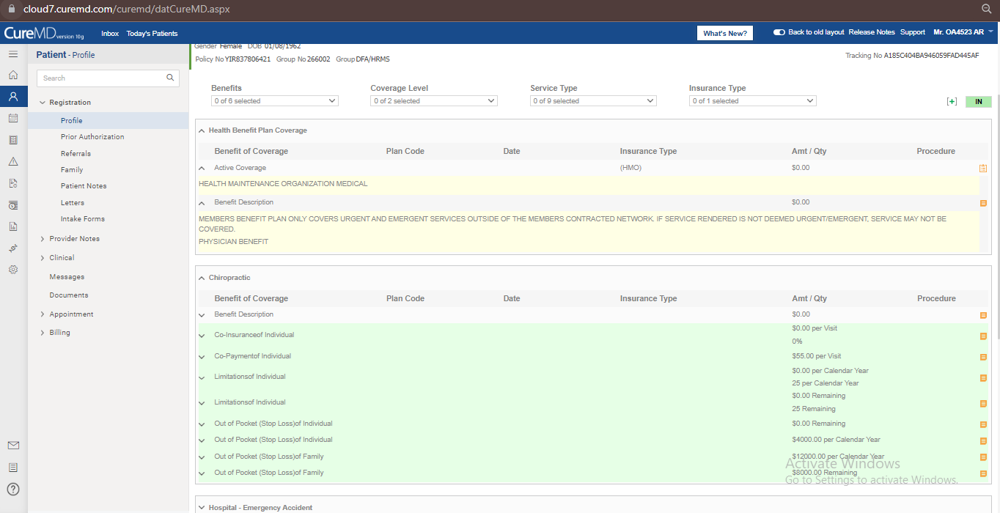 cloud7.curemd.com/curemd/datCureMD.aspx
CureMD version 10g
Inbox Today's Patients
What's New?
Back to old layout Release Notes Support Mr. OA4523 AR
Patient - Profile
Search
Registration
Profile
Prior Authorization
Referrals
Family
Patient Notes
Letters
Intake Forms
Provider Notes
Clinical
Messages
Documents
Appointment
Billing
Gender Female DOB 01/08/1962
Policy No YIR837806421 Group No 266002 Group DFA/HRMS
Tracking No A185C404BA946059FAD445AF
Benefits Coverage Level Service Type Insurance Type
0 of 6 selected 0 of 2 selected 0 of 9 selected 0 of 1 selected
[+] IN
Health Benefit Plan Coverage
Benefit of Coverage Plan Code Date Insurance Type Amt / Qty Procedure
Active Coverage (HMO) $0.00
HEALTH MAINTENANCE ORGANIZATION MEDICAL
Benefit Description $0.00
MEMBERS BENEFIT PLAN ONLY COVERS URGENT AND EMERGENT SERVICES OUTSIDE OF THE MEMBERS CONTRACTED NETWORK. IF SERVICE RENDERED IS NOT DEEMED URGENT/EMERGENT, SERVICE MAY NOT BE
COVERED.
PHYSICIAN BENEFIT
Chiropractic
Benefit of Coverage Plan Code Date Insurance Type Amt / Qty Procedure
Benefit Description $0.00
Co-Insuranceof Individual $0.00 per Visit
0%
Co-Paymentof Individual $55.00 per Visit
Limitationsof Individual $0.00 per Calendar Year
25 per Calendar Year
Limitationsof Individual $0.00 Remaining
25 Remaining
Out of Pocket (Stop Loss)of Individual $0.00 Remaining
Out of Pocket (Stop Loss)of Individual $4000.00 per Calendar Year
Out of Pocket (Stop Loss)of Family $12000.00 per Calendar Year
Out of Pocket (Stop Loss)of Family $8000.00 Remaining
Activate Windows
Go to Settings to activate Windows.
Hospital - Emergency Accident